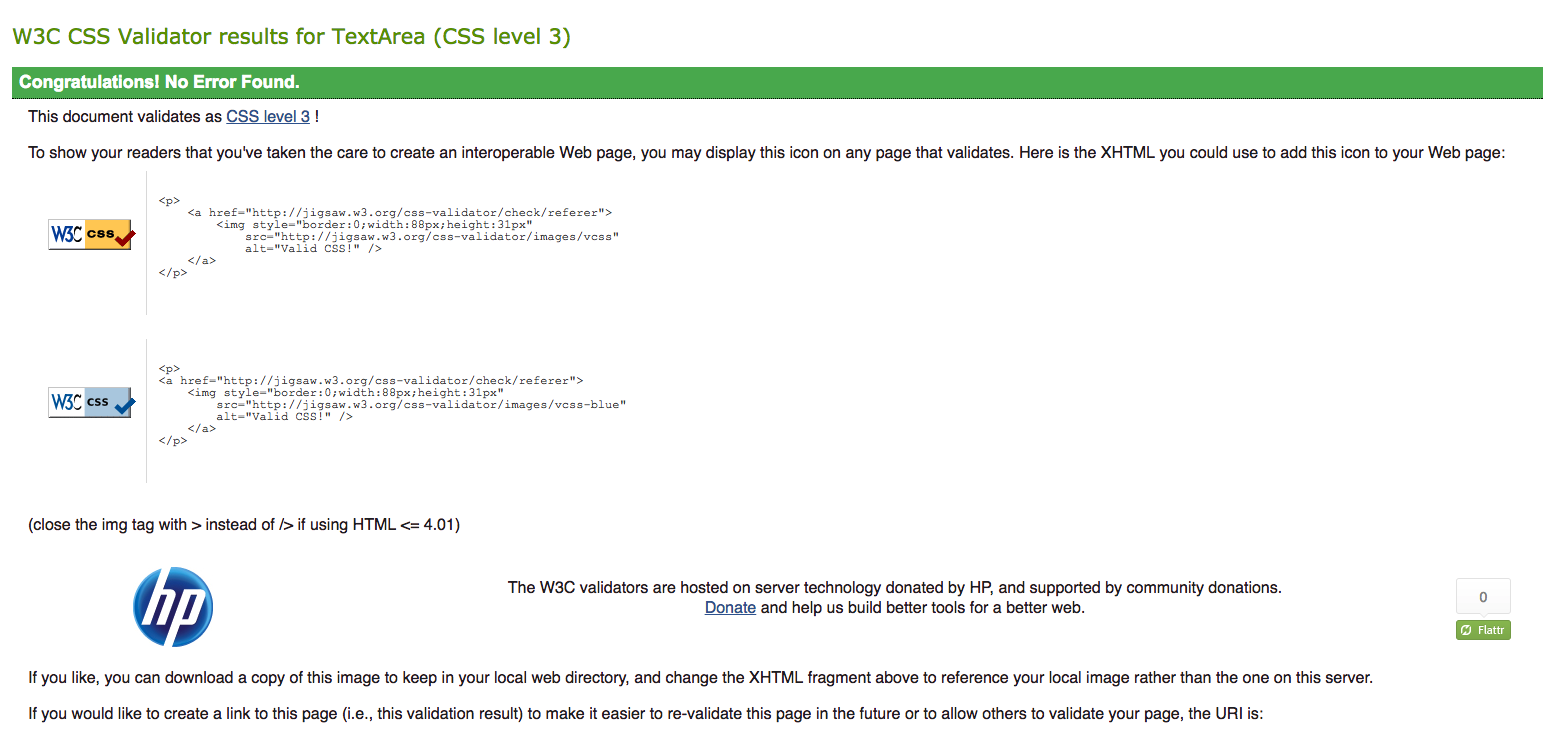 W3C CSS Validator results for TextArea (CSS level 3)
Congratulations! No Error Found.
This document validates as CSS level 3 !
To show your readers that you've taken the care to create an interoperable Web page, you may display this icon on any page that validates. Here is the XHTML you could use to add this icon to your Web page:
W3C css
<p>
    <a href="http://jigsaw.w3.org/css-validator/check/referer">
        <img style="border:0;width:88px;height:31px"
            src="http://jigsaw.w3.org/css-validator/images/vcss"
            alt="Valid CSS!" />
    </a>
</p>
W3C css
<p>
<a href="http://jigsaw.w3.org/css-validator/check/referer">
    <img style="border:0;width:88px;height:31px"
        src="http://jigsaw.w3.org/css-validator/images/vcss-blue"
        alt="Valid CSS!" />
    </a>
</p>
(close the img tag with > instead of /> if using HTML <= 4.01)
hp
The W3C validators are hosted on server technology donated by HP, and supported by community donations.
Donate and help us build better tools for a better web.
0
Flattr
If you like, you can download a copy of this image to keep in your local web directory, and change the XHTML fragment above to reference your local image rather than the one on this server.
If you would like to create a link to this page (i.e., this validation result) to make it easier to re-validate this page in the future or to allow others to validate your page, the URI is: